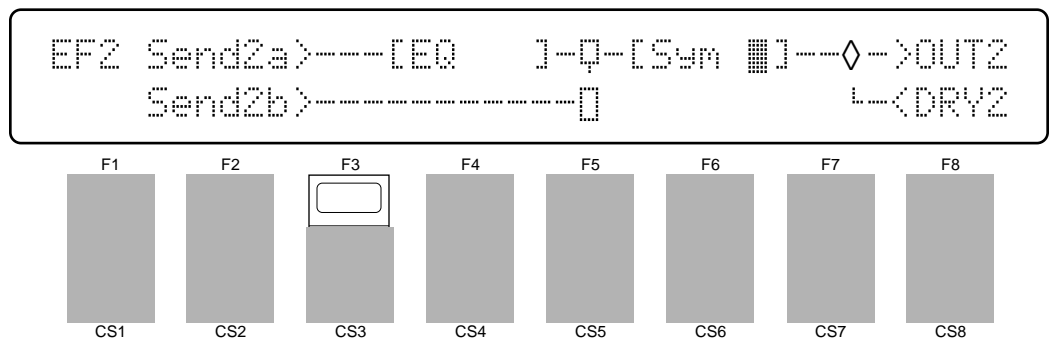 EF2 Send2a>---[EQ ]-Q-[Sym ]--◇->OUT2
Send2b>----------- └-<DRY2
F1 F2 F3 F4 F5 F6 F7 F8
CS1 CS2 CS3 CS4 CS5 CS6 CS7 CS8